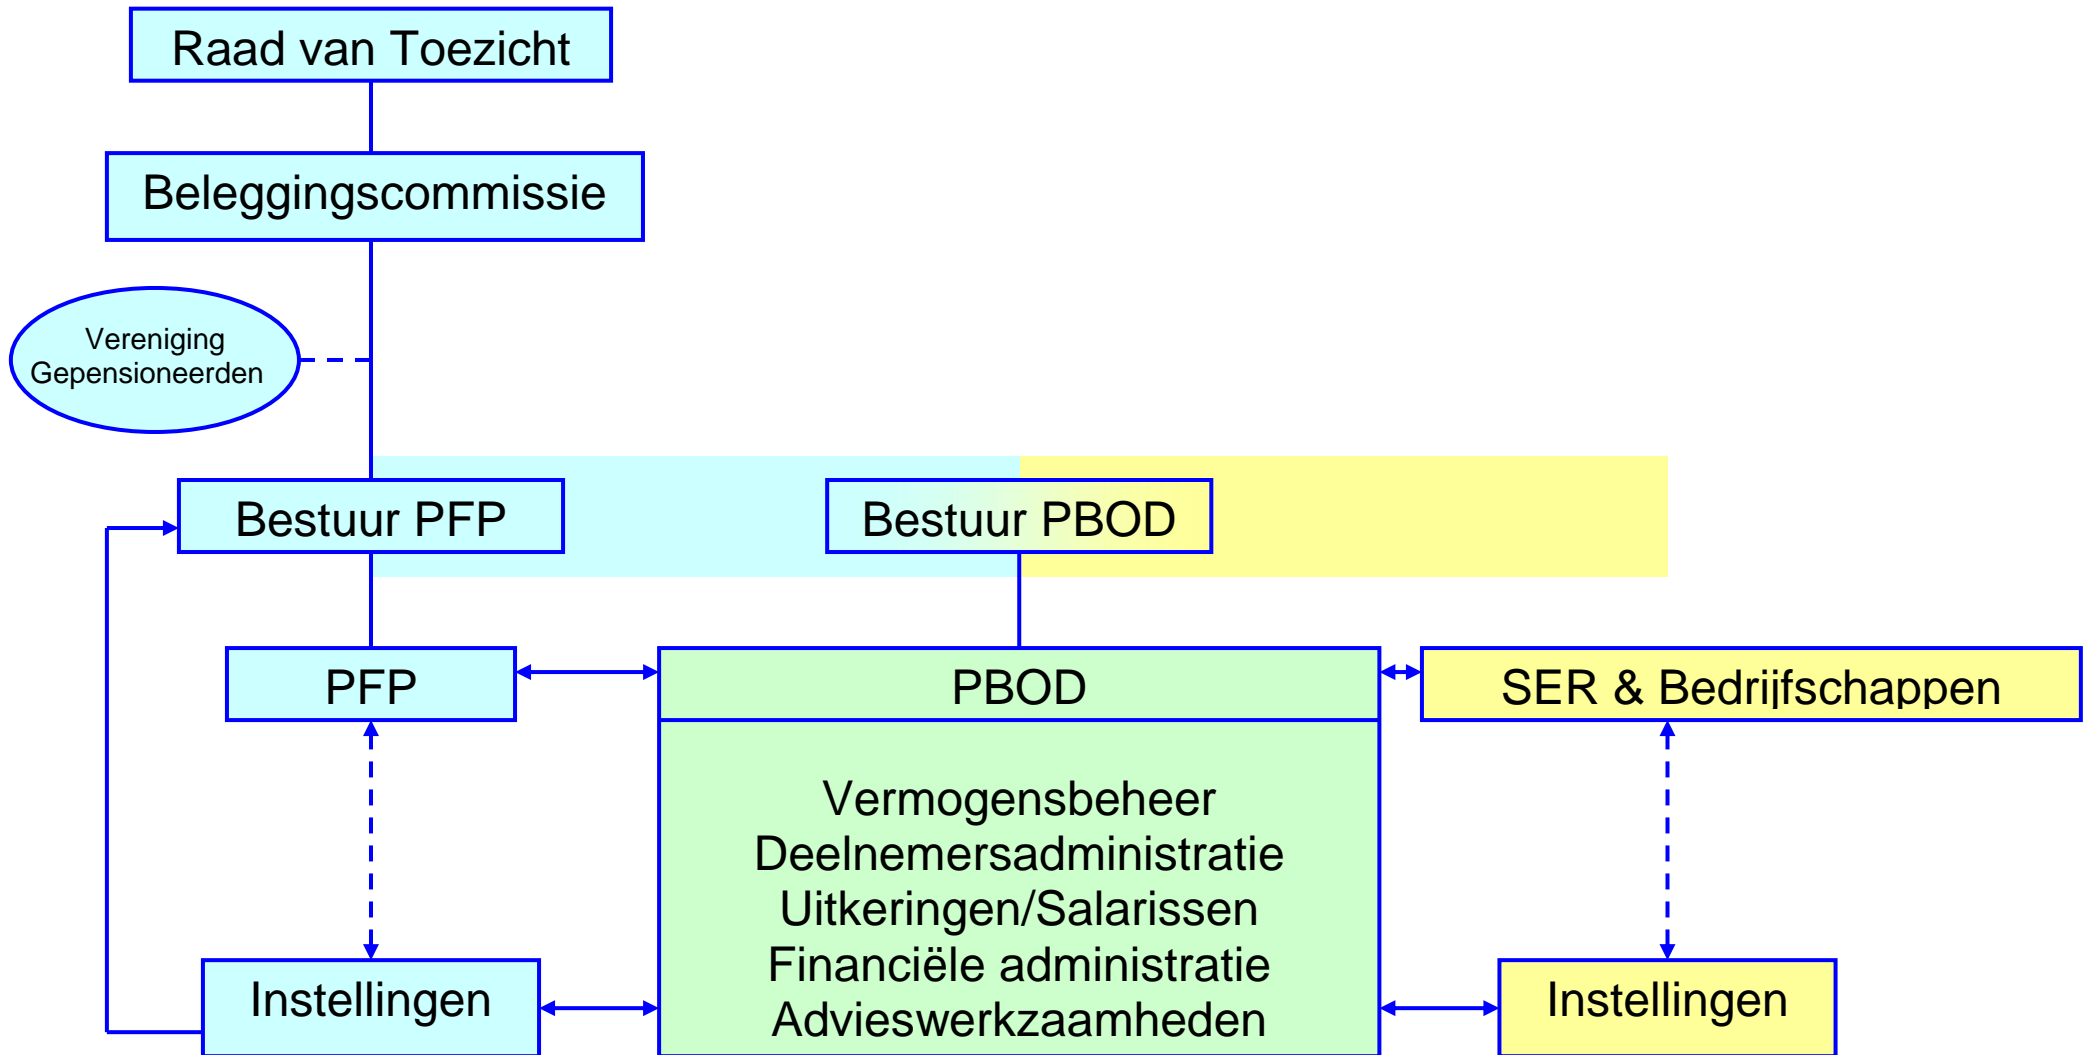 Raad van Toezicht
Beleggingscommissie
Vereniging
Gepensioneerden
Bestuur PFP
Bestuur PBOD
PFP
PBOD
SER & Bedrijfschappen
Vermogensbeheer
Deelnemersadministratie
Uitkeringen/Salarissen
Financiële administratie
Advieswerkzaamheden
Instellingen
Instellingen